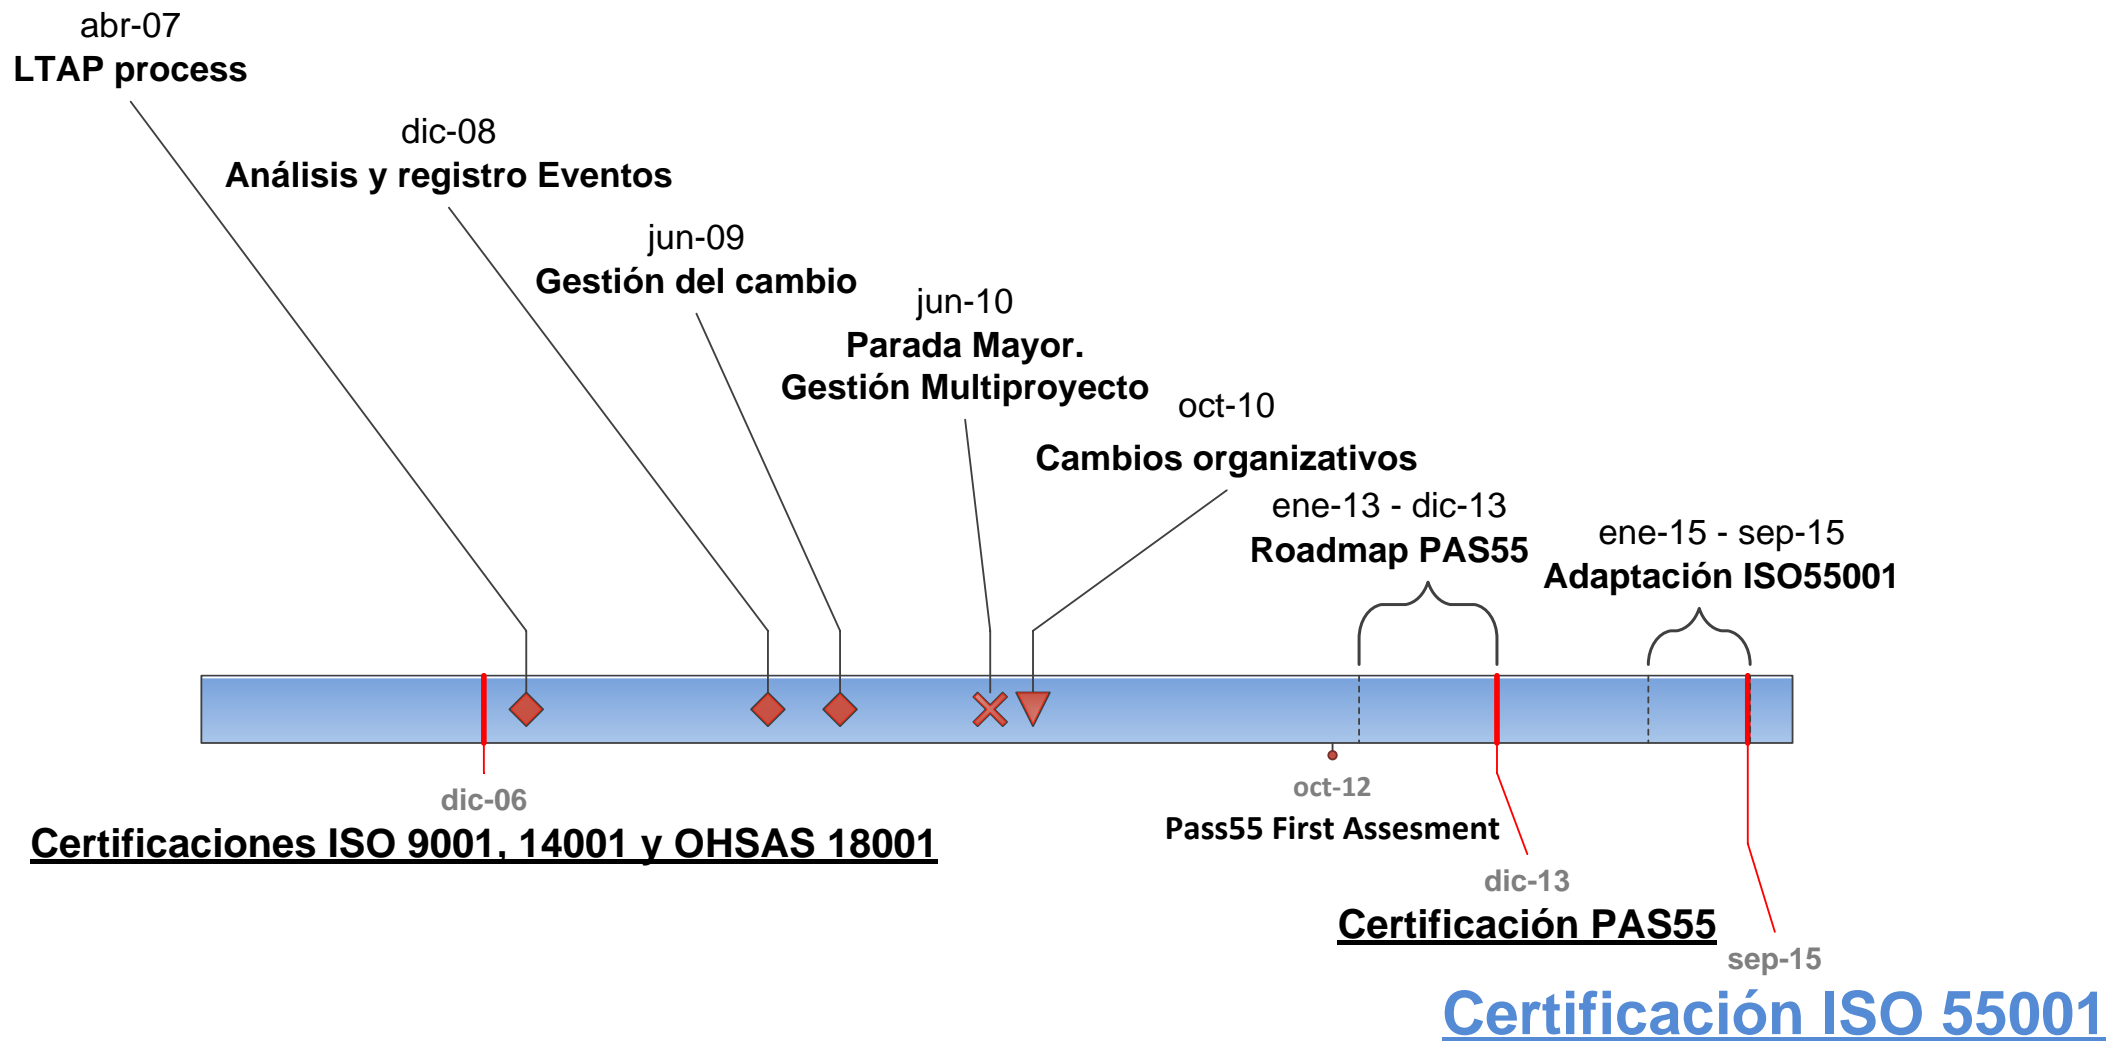 abr-07
LTAP process
dic-08
Análisis y registro Eventos
jun-09
Gestión del cambio
jun-10
Parada Mayor.
Gestión Multiproyecto
oct-10
Cambios organizativos
ene-13 - dic-13
Roadmap PAS55
ene-15 - sep-15
Adaptación ISO55001
dic-06
Certificaciones ISO 9001, 14001 y OHSAS 18001
oct-12
Pass55 First Assesment
dic-13
Certificación PAS55
sep-15
Certificación ISO 55001